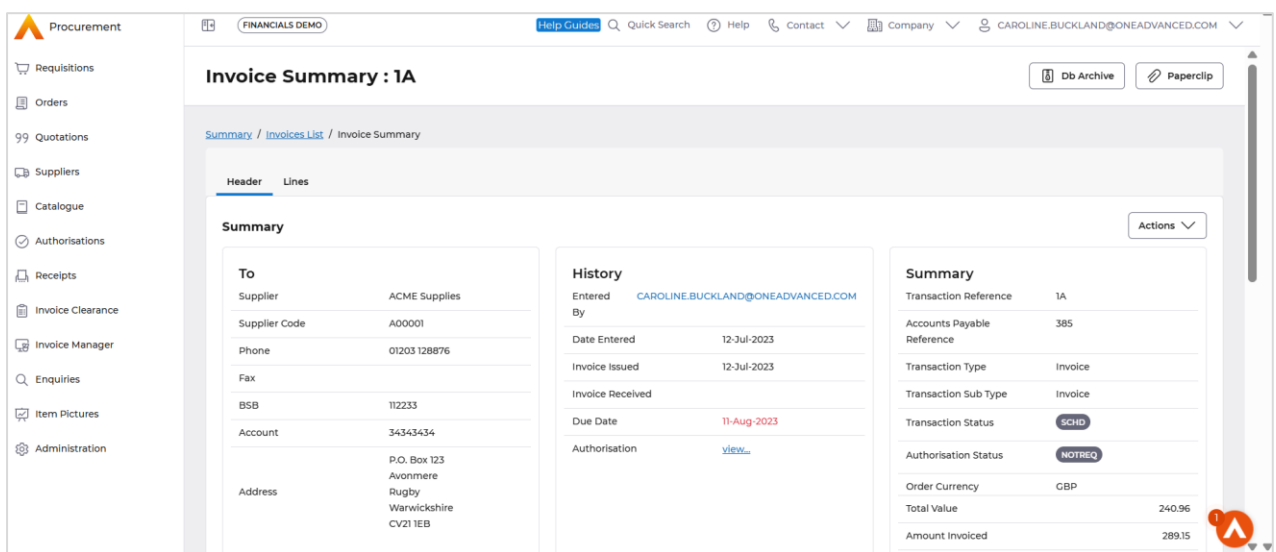 Procurement
FINANCIALS DEMO
Help Guides Quick Search Help Contact Company CAROLINE.BUCKLAND@ONEADVANCED.COM
Requisitions
Orders
Quotations
Suppliers
Catalogue
Authorisations
Receipts
Invoice Clearance
Invoice Manager
Enquiries
Item Pictures
Administration
Invoice Summary : 1A
Db Archive
Paperclip
Summary / Invoices List / Invoice Summary
Header Lines
Summary
Actions
To
Supplier ACME Supplies
Supplier Code A00001
Phone 01203 128876
Fax
BSB 112233
Account 34343434
Address P.O. Box 123
Avonmere
Rugby
Warwickshire
CV21 1EB
History
Entered By CAROLINE.BUCKLAND@ONEADVANCED.COM
Date Entered 12-Jul-2023
Invoice Issued 12-Jul-2023
Invoice Received
Due Date 11-Aug-2023
Authorisation view...
Summary
Transaction Reference 1A
Accounts Payable Reference 385
Transaction Type Invoice
Transaction Sub Type Invoice
Transaction Status SCHD
Authorisation Status NOTREQ
Order Currency GBP
Total Value 240.96
Amount Invoiced 289.15
1